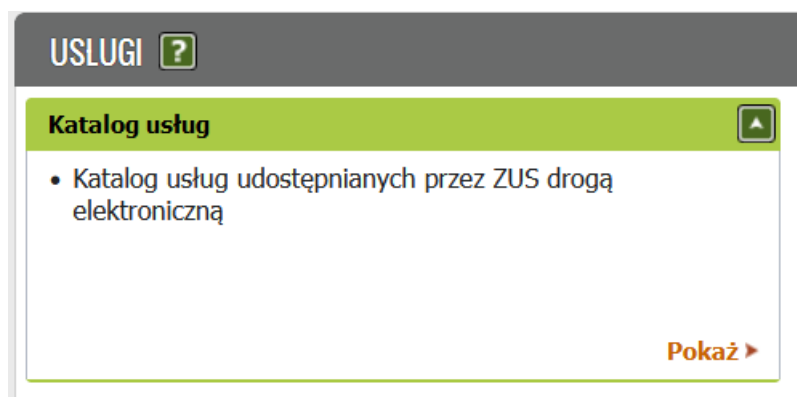 USŁUGI ?
Katalog usług
• Katalog usług udostępnianych przez ZUS drogą
elektroniczną
Pokaż